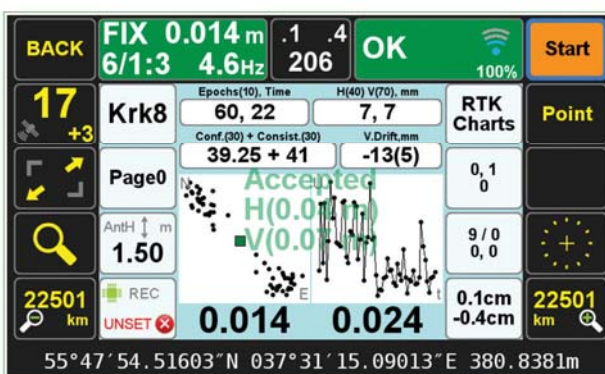 BACK
FIX 0.014 m
6/1:3 4.6Hz
.1 .4
206
OK
100%
Start
17
+3
Krk8
Epochs(10), Time
60, 22
H(40) V(70), mm
7, 7
RTK
Charts
Point
Conf.(30) + Consist.(30)
39.25 + 41
V.Drift,mm
-13(5)
Page0
0, 1
0
N
U
Accepted
H(0.0
V(0.0
m)
E
t
AntH m
1.50
9 / 0
0, 0
22501
km
REC
UNSET
0.014
0.024
0.1cm
-0.4cm
22501
km
55°47′54.51603″N 037°31′15.09013″E 380.8381m